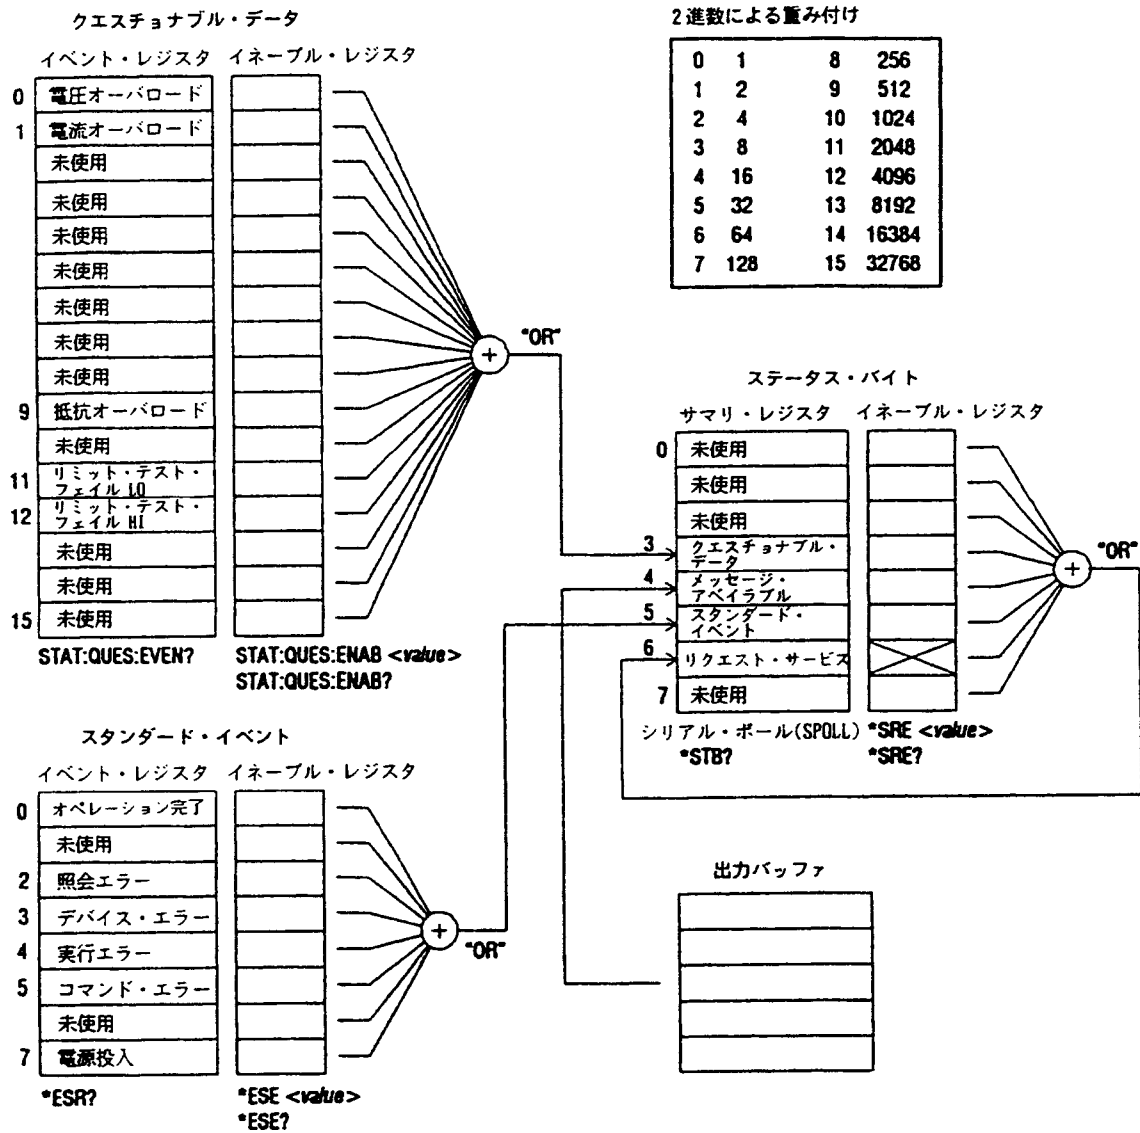 クエスチョナブル・データ
イベント・レジスタ イネーブル・レジスタ
0 電圧オーバロード
1 電流オーバロード
未使用
未使用
未使用
未使用
未使用
未使用
未使用
9 抵抗オーバロード
未使用
11 リミット・テスト・
フェイル LO
12 リミット・テスト・
フェイル HI
未使用
未使用
15 未使用
STAT:QUES:EVEN? STAT:QUES:ENAB <value>
STAT:QUES:ENAB?
"OR"
2進数による重み付け
0 1 8 256
1 2 9 512
2 4 10 1024
3 8 11 2048
4 16 12 4096
5 32 13 8192
6 64 14 16384
7 128 15 32768
ステータス・バイト
サマリ・レジスタ イネーブル・レジスタ
0 未使用
未使用
未使用
3 クエスチョナブル・
データ
4 メッセージ・
アベイラブル
5 スタンダード・
イベント
6 リクエスト・サービス
7 未使用
"OR"
シリアル・ポール(SPOLL) *SRE <value>
*STB? *SRE?
スタンダード・イベント
イベント・レジスタ イネーブル・レジスタ
0 オペレーション完了
未使用
2 照会エラー
3 デバイス・エラー
4 実行エラー
5 コマンド・エラー
未使用
7 電源投入
"OR"
*ESR? *ESE <value>
*ESE?
出力バッファ